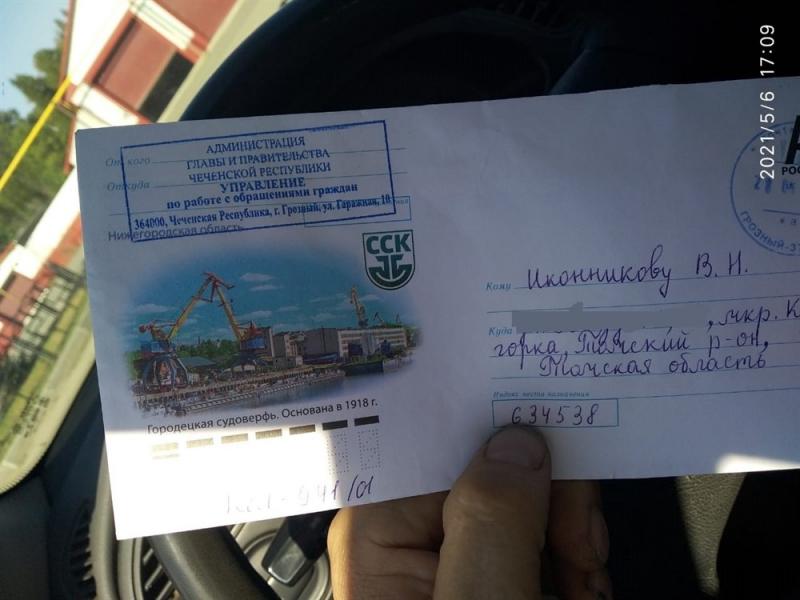 2021/5/6 17:09
АДМИНИСТРАЦИЯ
ГЛАВЫ И ПРАВИТЕЛЬСТВА
ЧЕЧЕНСКОЙ РЕСПУБЛИКИ
УПРАВЛЕНИЕ
по работе с обращениями граждан
364000, Чеченская Республика, г. Грозный, ул. Гаражная, 10
От кого
Откуда
Нижегородская область
ССК
Городецкая судоверфь. Основана в 1918 г.
А
ГРОЗНЫЙ
Кому Иконникову В. Н.
Куда , мкр. К
горка, Томский р-он,
Томская область
Индекс места назначения
634538